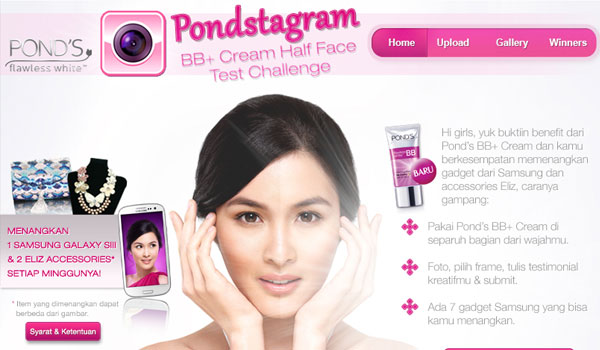 POND'S
flawless white™
Pondstagram
BB+ Cream Half Face
Test Challenge
Home
Upload
Gallery
Winners
POND'S
BB
BARU
Hi girls, yuk buktiin benefit dari
Pond's BB+ Cream dan kamu
berkesempatan memenangkan
gadget dari Samsung dan
accessories Eliz, caranya
gampang;
Pakai Pond's BB+ Cream di
separuh bagian dari wajahmu.
Foto, pilih frame, tulis testimonial
kreatifmu & submit.
Ada 7 gadget Samsung yang bisa
kamu menangkan.
MENANGKAN
1 SAMSUNG GALAXY SIII
& 2 ELIZ ACCESSORIES*
SETIAP MINGGUNYA!
* Item yang dimenangkan dapat
berbeda dari gambar.
Syarat & Ketentuan